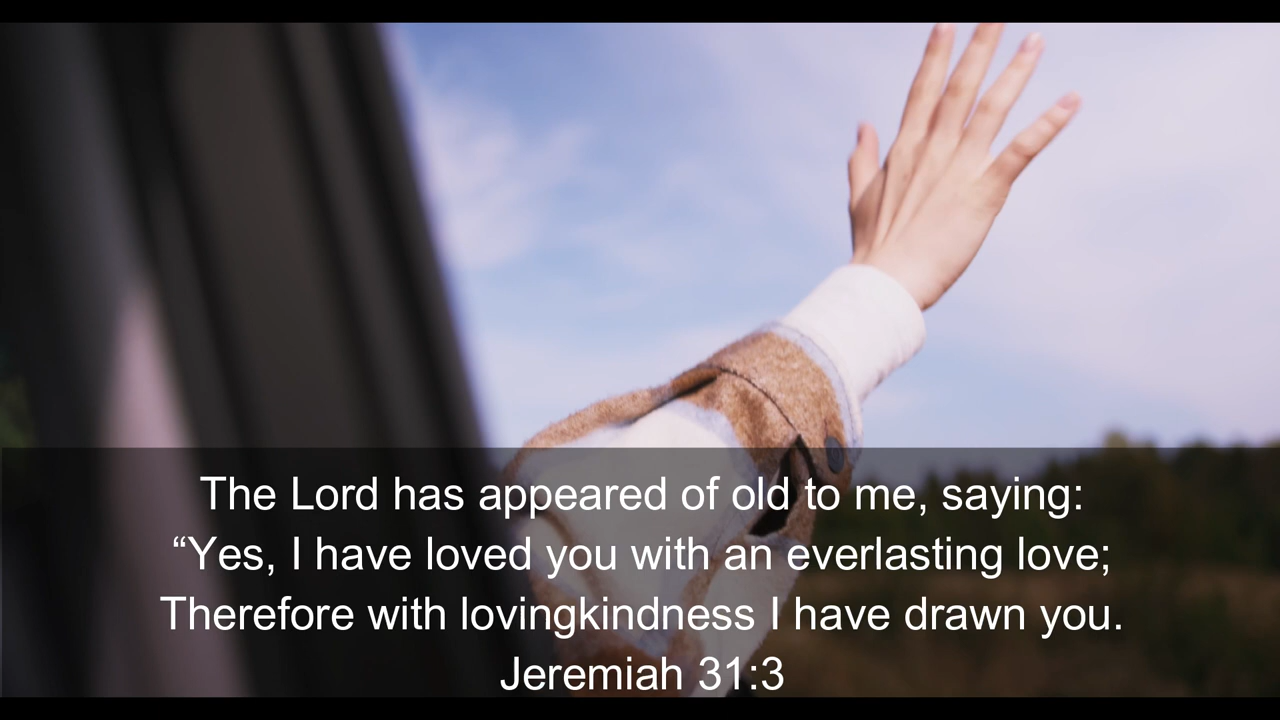 The Lord has appeared of old to me, saying:
“Yes, I have loved you with an everlasting love;
Therefore with lovingkindness I have drawn you.
Jeremiah 31:3